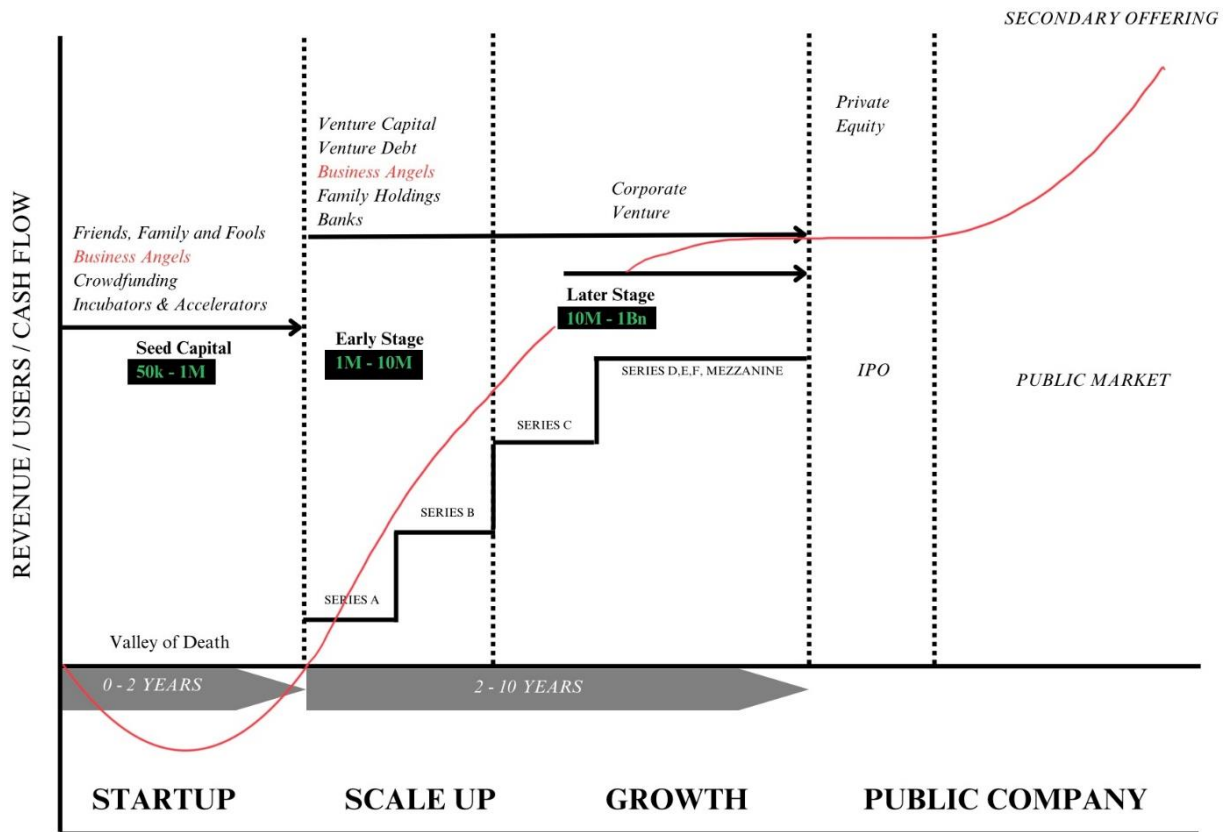 SECONDARY OFFERING
REVENUE / USERS / CASH FLOW
Friends, Family and Fools
Business Angels
Crowdfunding
Incubators & Accelerators
Seed Capital
50k - 1M
Valley of Death
0 - 2 YEARS
STARTUP
Venture Capital
Venture Debt
Business Angels
Family Holdings
Banks
Early Stage
1M - 10M
SERIES A
SERIES B
2 - 10 YEARS
SCALE UP
Corporate
Venture
Later Stage
10M - 1Bn
SERIES C
SERIES D,E,F, MEZZANINE
GROWTH
Private
Equity
IPO
PUBLIC MARKET
PUBLIC COMPANY